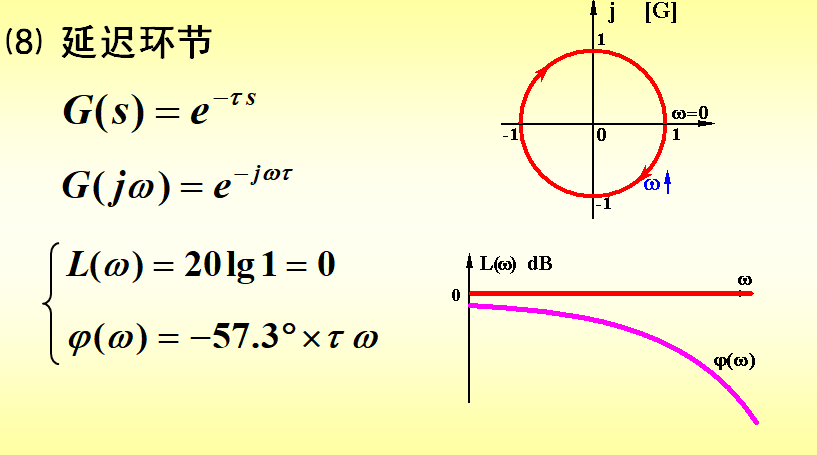 ⑻ 延迟环节
G(s) = e^{-τs}
G(jω) = e^{-jωτ}
L(ω) = 20 lg 1 = 0
φ(ω) = −57.3° × τ ω
j [G]
1
ω=0
-1 0 1
ω
-1
L(ω) dB
ω
0
φ(ω)